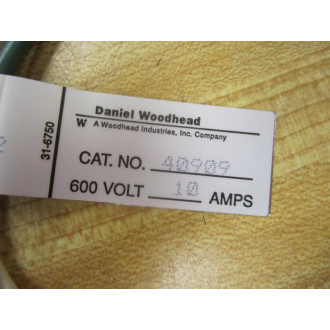 Daniel Woodhead
W A Woodhead Industries, Inc. Company
31-6750
CAT. NO. 40909
600 VOLT 10 AMPS